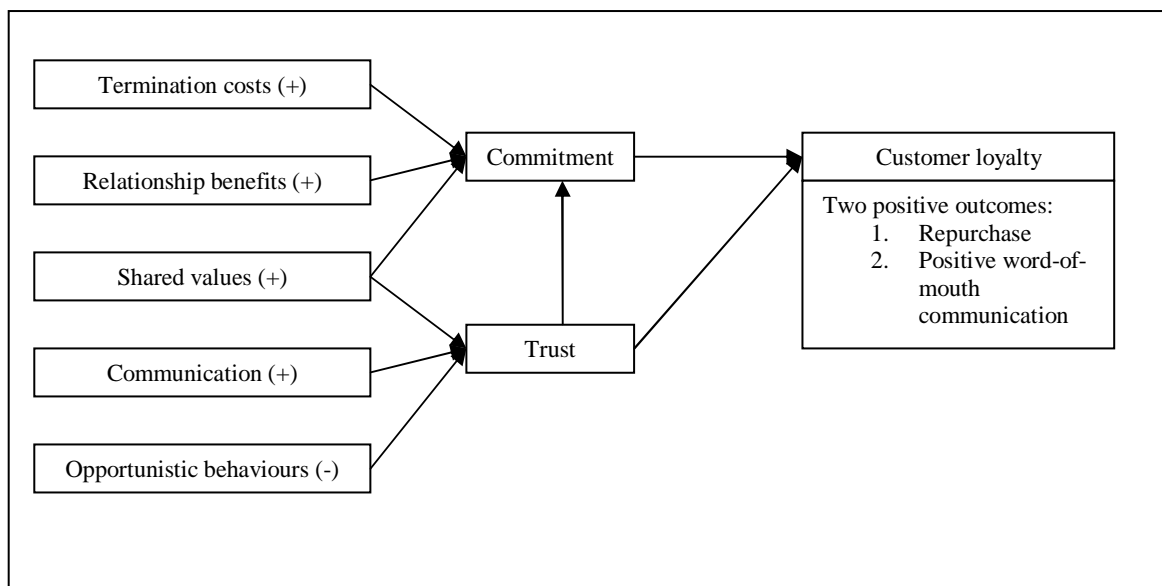 Termination costs (+)
Relationship benefits (+)
Shared values (+)
Communication (+)
Opportunistic behaviours (-)
Commitment
Trust
Customer loyalty
Two positive outcomes:
1. Repurchase
2. Positive word-of-
mouth
communication